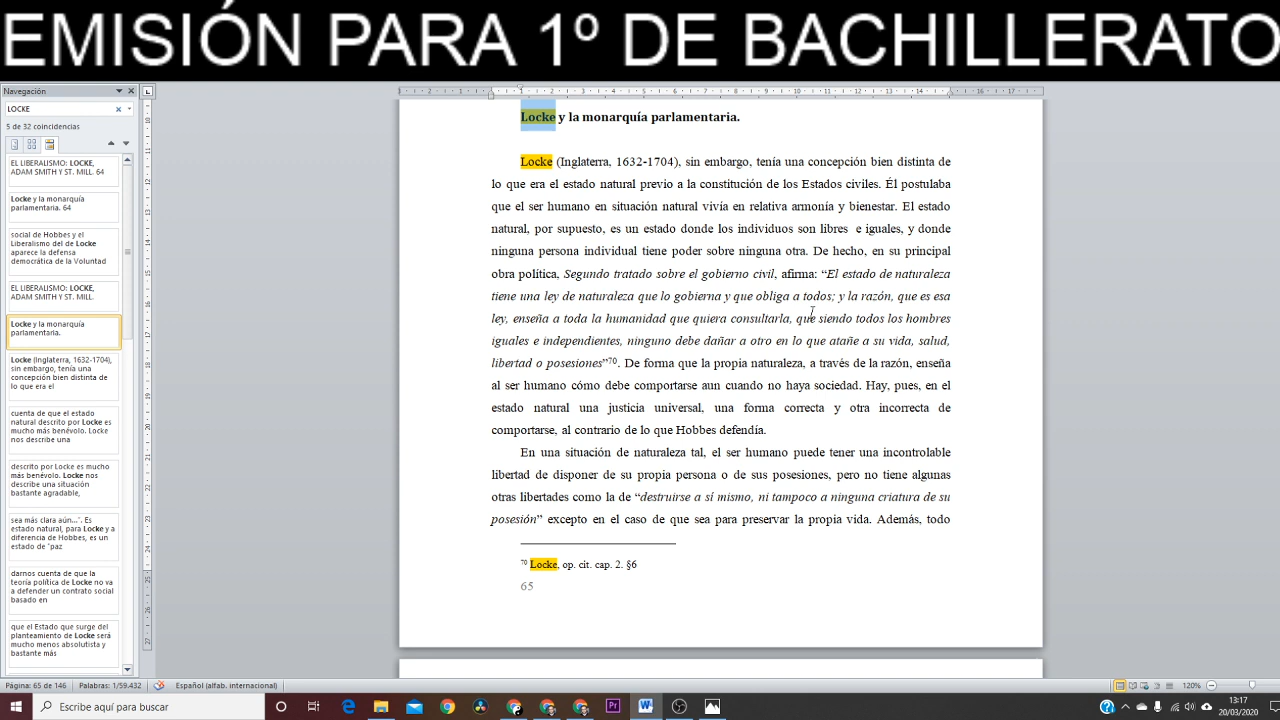 EMISIÓN PARA 1º DE BACHILLERATO
Navegación
LOCKE
5 de 32 coincidencias
EL LIBERALISMO: LOCKE,
ADAM SMITH Y ST. MILL. 64
Locke y la monarquía
parlamentaria. 64
social de Hobbes y el
Liberalismo del de Locke
aparece la defensa
democrática de la Voluntad
EL LIBERALISMO: LOCKE,
ADAM SMITH Y ST. MILL.
Locke y la monarquía
parlamentaria.
Locke (Inglaterra, 1632-1704),
sin embargo, tenía una
concepción bien distinta de
lo que era el
cuenta de que el estado
natural descrito por Locke es
mucho más benévolo. Locke
nos describe una
descrito por Locke es mucho
más benévolo. Locke nos
describe una situación
bastante agradable,
sea más clara aún...". Es
estado natural, para Locke y a
diferencia de Hobbes, es un
estado de "paz
darnos cuenta de que la
teoría política de Locke no va
a defender un contrato social
basado en
que el Estado que surge del
planteamiento de Locke será
mucho menos absolutista y
bastante más
Locke y la monarquía parlamentaria.
Locke (Inglaterra, 1632-1704), sin embargo, tenía una concepción bien distinta de
lo que era el estado natural previo a la constitución de los Estados civiles. Él postulaba
que el ser humano en situación natural vivía en relativa armonía y bienestar. El estado
natural, por supuesto, es un estado donde los individuos son libres e iguales, y donde
ninguna persona individual tiene poder sobre ninguna otra. De hecho, en su principal
obra política, Segundo tratado sobre el gobierno civil, afirma: “El estado de naturaleza
tiene una ley de naturaleza que lo gobierna y que obliga a todos; y la razón, que es esa
ley, enseña a toda la humanidad que quiera consultarla, que siendo todos los hombres
iguales e independientes, ninguno debe dañar a otro en lo que atañe a su vida, salud,
libertad o posesiones”70. De forma que la propia naturaleza, a través de la razón, enseña
al ser humano cómo debe comportarse aun cuando no haya sociedad. Hay, pues, en el
estado natural una justicia universal, una forma correcta y otra incorrecta de
comportarse, al contrario de lo que Hobbes defendía.
En una situación de naturaleza tal, el ser humano puede tener una incontrolable
libertad de disponer de su propia persona o de sus posesiones, pero no tiene algunas
otras libertades como la de “destruirse a sí mismo, ni tampoco a ninguna criatura de su
posesión” excepto en el caso de que sea para preservar la propia vida. Además, todo
70 Locke, op. cit. cap. 2. §6
65
Página: 65 de 146 Palabras: 1/59.432 Español (alfab. internacional) 120%
Escribe aquí para buscar
13:17
20/03/2020